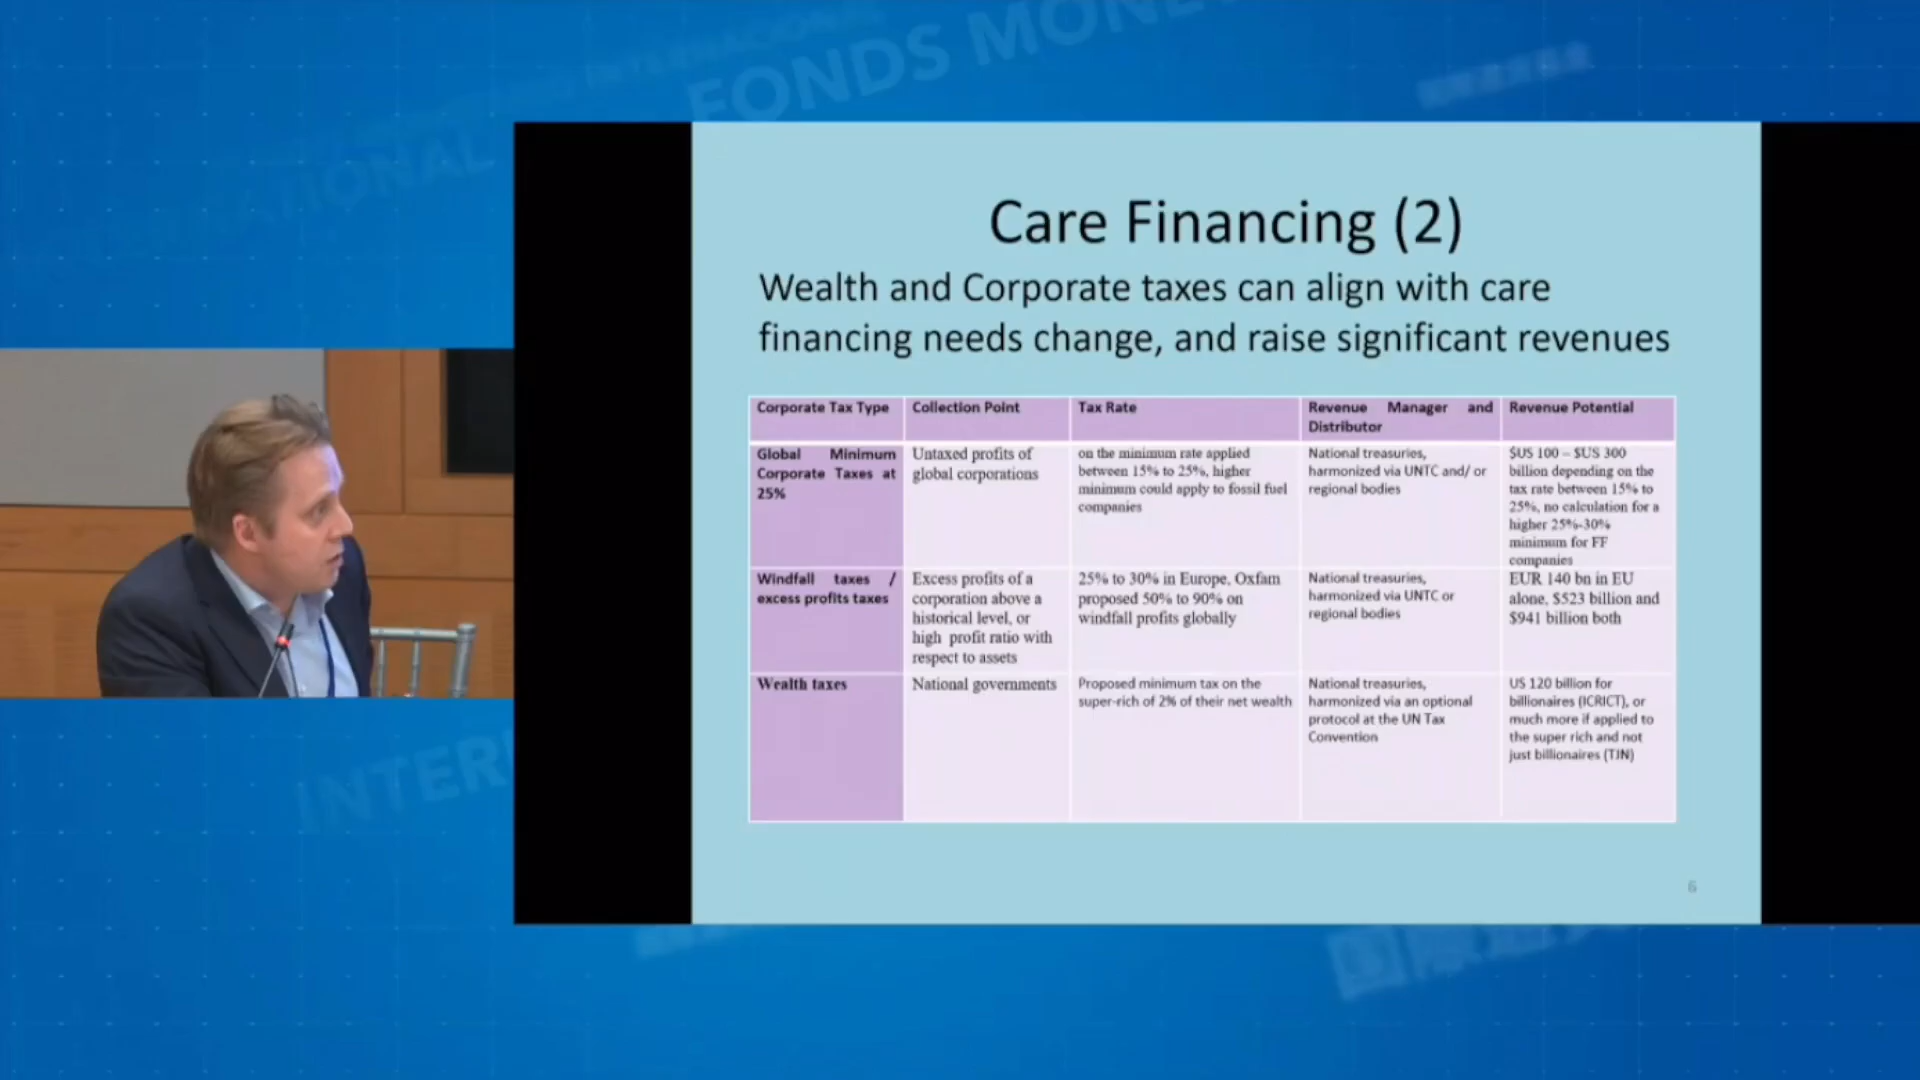 FONDS MONE
INTERNACIONAL
INTERNATIONAL
Care Financing (2)
Wealth and Corporate taxes can align with care
financing needs change, and raise significant revenues
Corporate Tax Type
Collection Point
Tax Rate
Revenue Manager and
Distributor
Revenue Potential
Global Minimum
Corporate Taxes at
25%
Untaxed profits of
global corporations
on the minimum rate applied
between 15% to 25%, higher
minimum could apply to fossil fuel
companies
National treasuries,
harmonized via UNTC and/ or
regional bodies
$US 100 – $US 300
billion depending on the
tax rate between 15% to
25%, no calculation for a
higher 25%-30%
minimum for FF
companies
Windfall taxes /
excess profits taxes
Excess profits of a
corporation above a
historical level, or
high profit ratio with
respect to assets
25% to 30% in Europe, Oxfam
proposed 50% to 90% on
windfall profits globally
National treasuries,
harmonized via UNTC or
regional bodies
EUR 140 bn in EU
alone, $523 billion and
$941 billion both
Wealth taxes
National governments
Proposed minimum tax on the
super-rich of 2% of their net wealth
National treasuries,
harmonized via an optional
protocol at the UN Tax
Convention
US 120 billion for
billionaires (ICRICT), or
much more if applied to
the super rich and not
just billionaires (TJN)
6
INTER